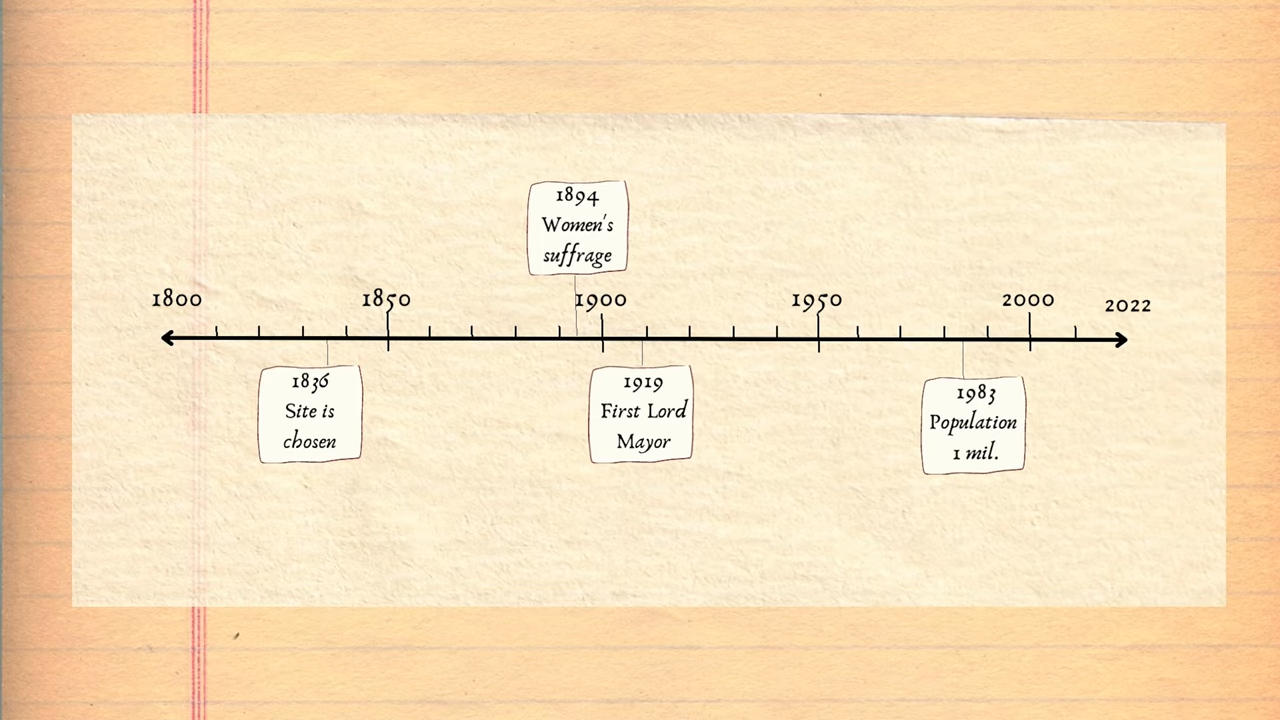 1894
Women's
suffrage
1800
1850
1900
1950
2000
2022
1836
Site is
chosen
1919
First Lord
Mayor
1983
Population
1 mil.